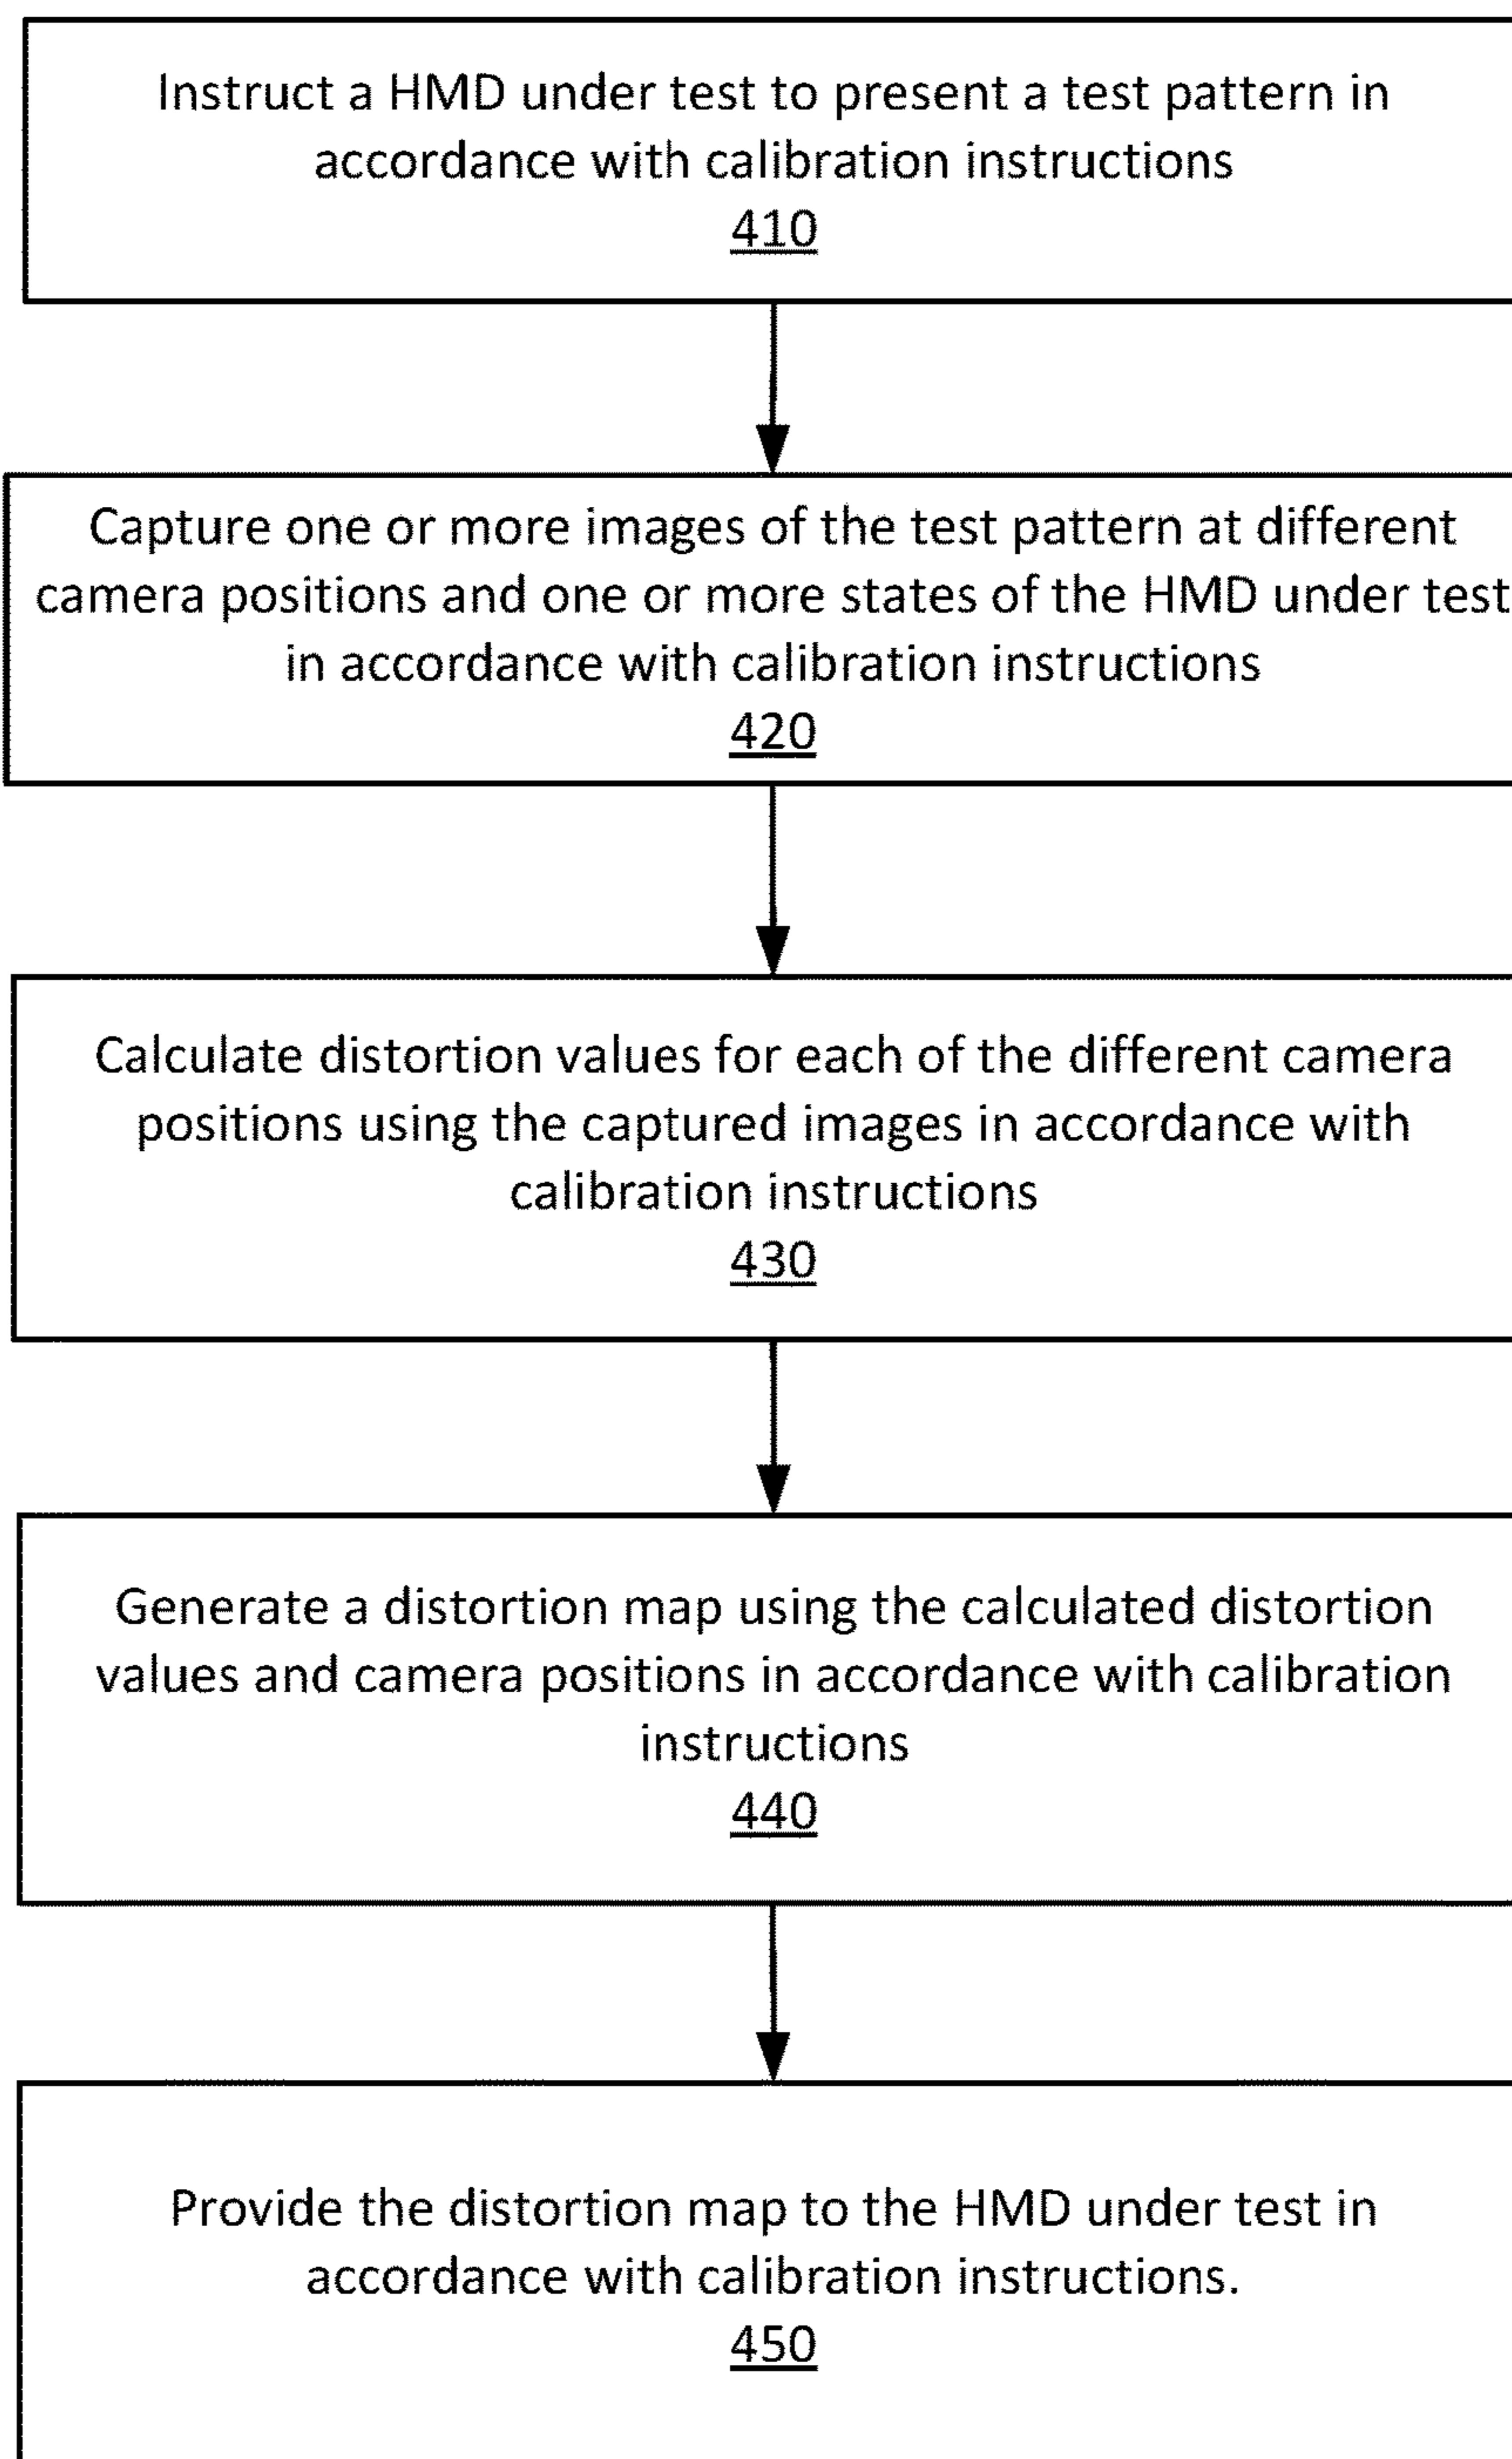 Instruct a HMD under test to present a test pattern in
accordance with calibration instructions
410
Capture one or more images of the test pattern at different
camera positions and one or more states of the HMD under test
in accordance with calibration instructions
420
Calculate distortion values for each of the different camera
positions using the captured images in accordance with
calibration instructions
430
Generate a distortion map using the calculated distortion
values and camera positions in accordance with calibration
instructions
440
Provide the distortion map to the HMD under test in
accordance with calibration instructions.
450